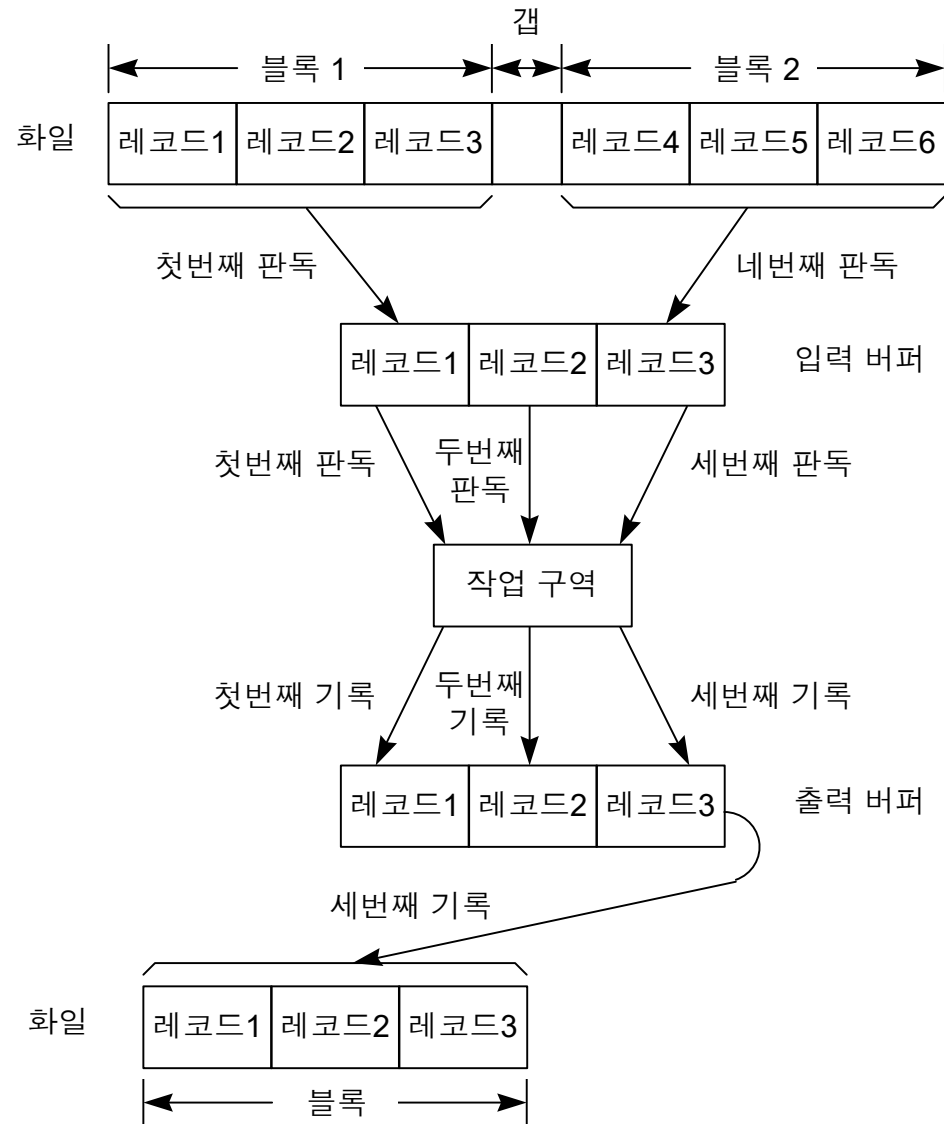 갭
블록 1
블록 2
화일
레코드1
레코드2
레코드3
레코드4
레코드5
레코드6
첫번째 판독
네번째 판독
레코드1
레코드2
레코드3
입력 버퍼
첫번째 판독
두번째
판독
세번째 판독
작업 구역
첫번째 기록
두번째
기록
세번째 기록
레코드1
레코드2
레코드3
출력 버퍼
세번째 기록
화일
레코드1
레코드2
레코드3
블록